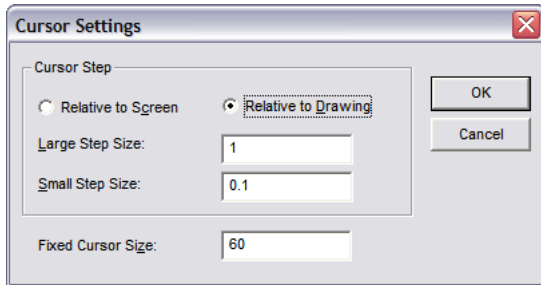 Cursor Settings
Cursor Step
Relative to Screen
Relative to Drawing
OK
Large Step Size:
1
Cancel
Small Step Size:
0.1
Fixed Cursor Size:
60